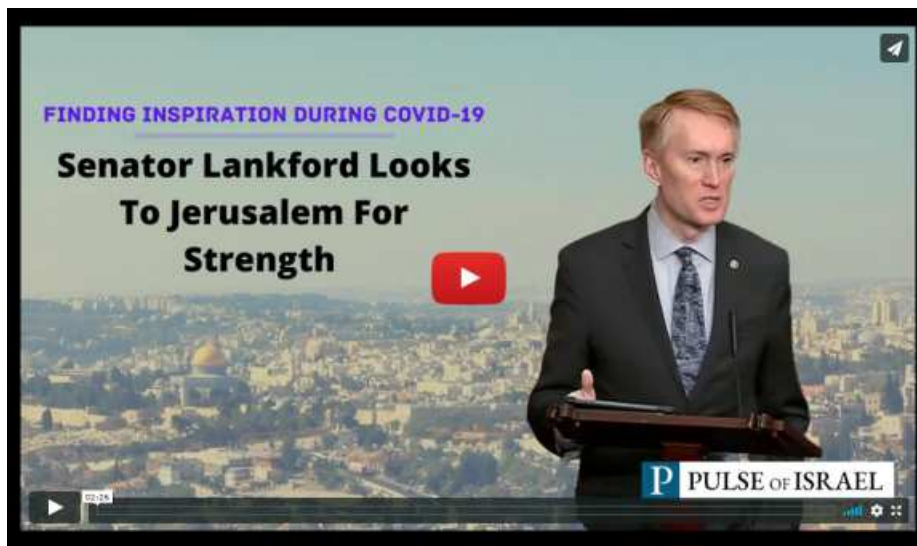 FINDING INSPIRATION DURING COVID-19
Senator Lankford Looks
To Jerusalem For
Strength
P PULSE OF ISRAEL
02:26